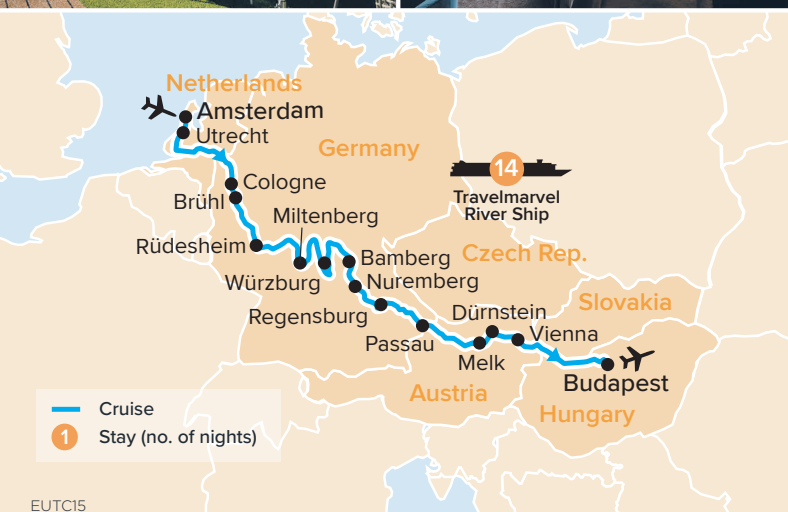 Netherlands
Amsterdam
Utrecht
Germany
14
Travelmarvel
River Ship
Cologne
Brühl
Miltenberg
Rüdesheim
Bamberg
Czech Rep.
Würzburg
Nuremberg
Slovakia
Regensburg
Dürnstein
Vienna
Passau
Melk
Budapest
Austria
Hungary
Cruise
1 Stay (no. of nights)
EUTC15